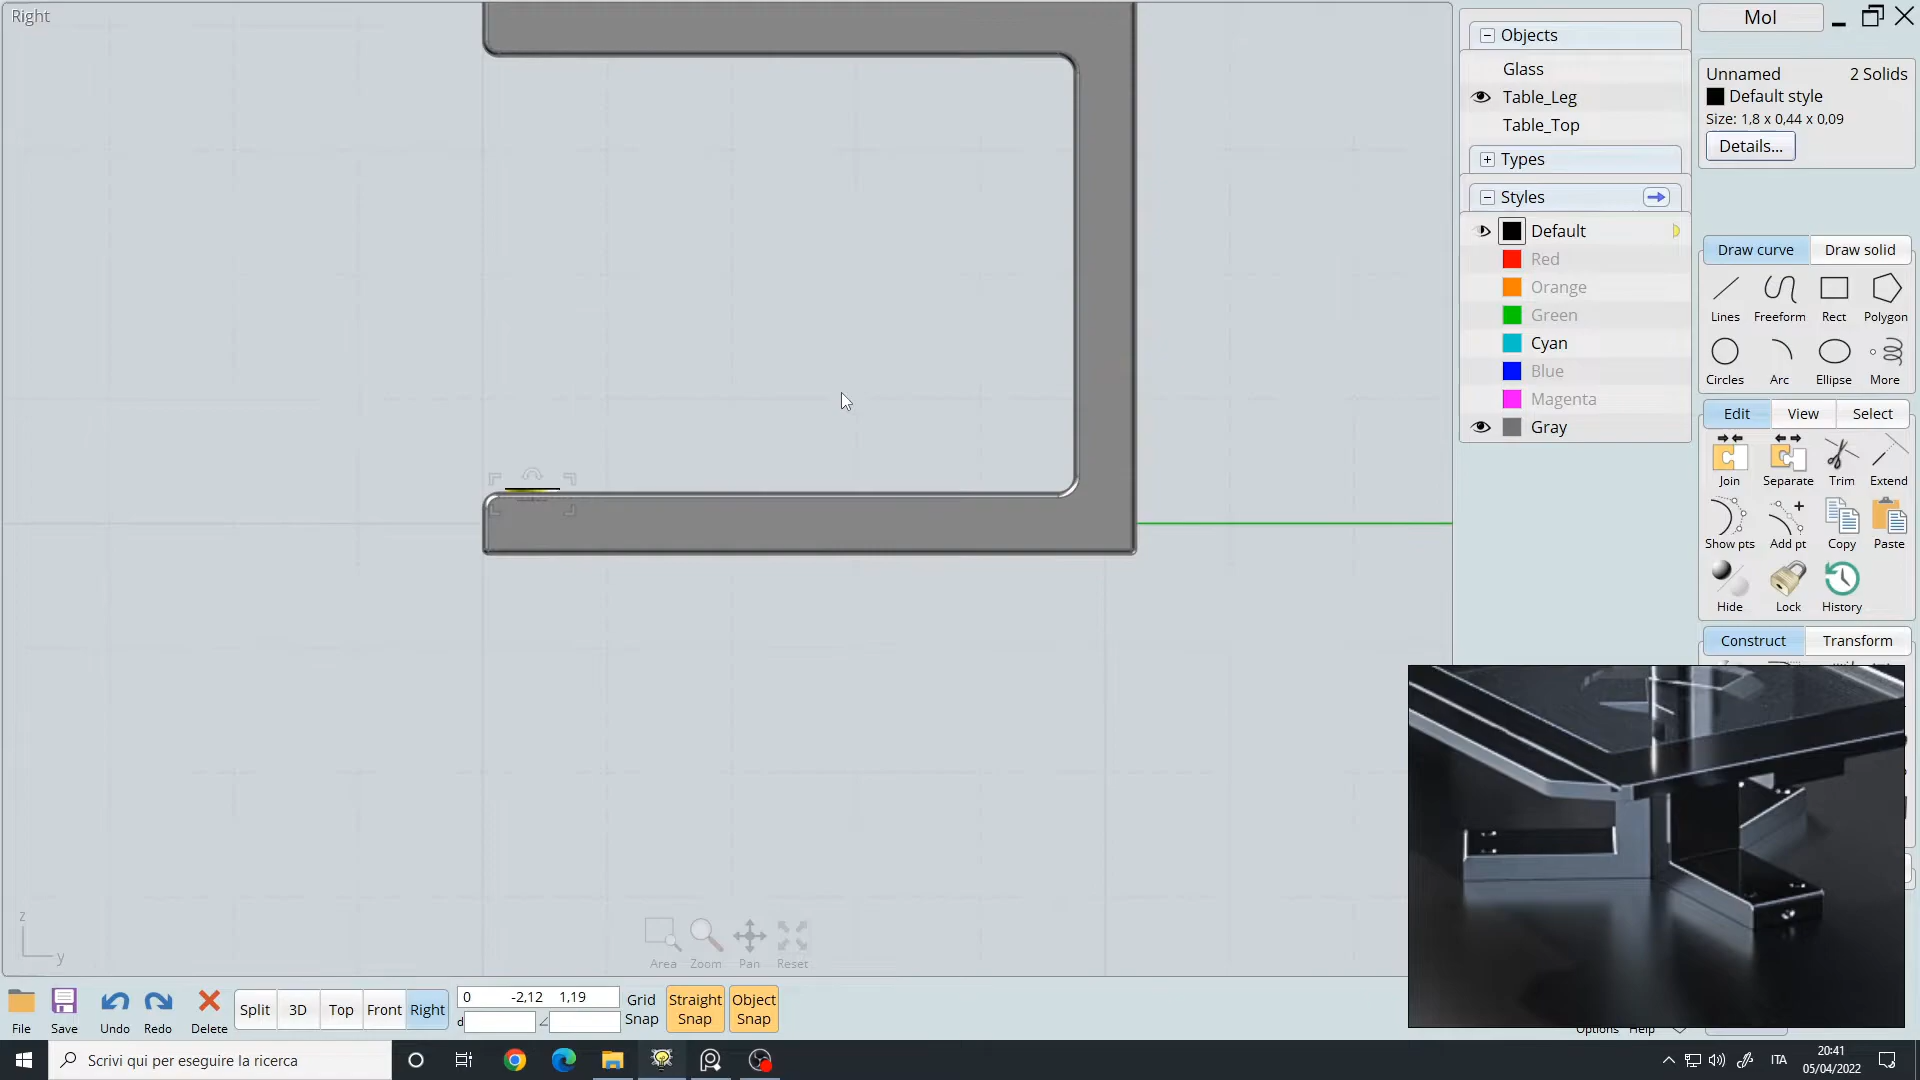 Right
Objects
Glass
Table_Leg
Table_Top
Types
Styles
Default
Red
Orange
Green
Cyan
Blue
Magenta
Gray
MoI
Unnamed 2 Solids
Default style
Size: 1,8 x 0,44 x 0,09
Details...
Draw curve Draw solid
Lines Freeform Rect Polygon
Circles Arc Ellipse More
Edit View Select
Join Separate Trim Extend
Show pts Add pt Copy Paste
Hide Lock History
Construct Transform
z
y
Area Zoom Pan Reset
File Save Undo Redo Delete
Split 3D Top Front Right
0 -2,12 1,19
d
Grid Snap
Straight Snap
Object Snap
Options Help
Scrivi qui per eseguire la ricerca
ITA
20:41
05/04/2022